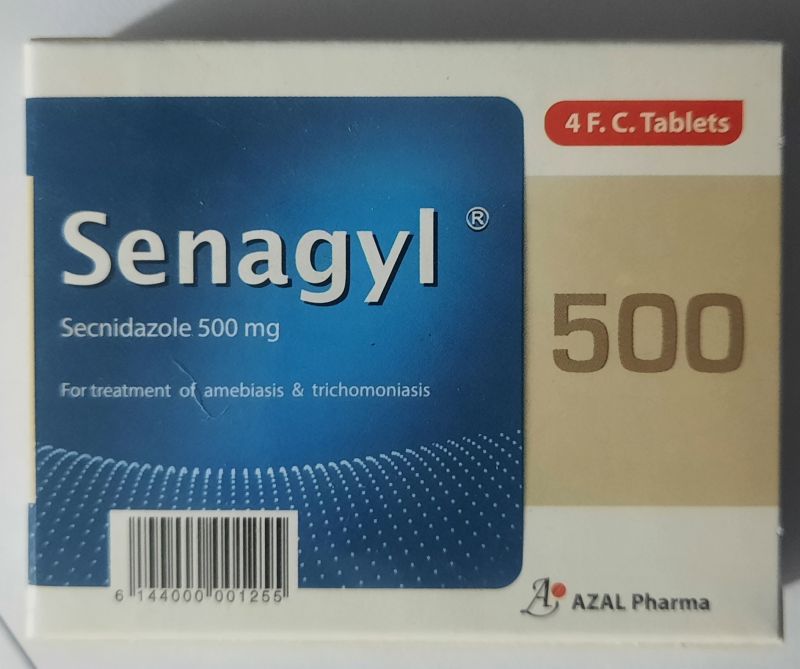 4 F. C. Tablets
Senagyl ®
Secnidazole 500 mg
For treatment of amebiasis & trichomoniasis
500
6 144000 001255
AZAL Pharma